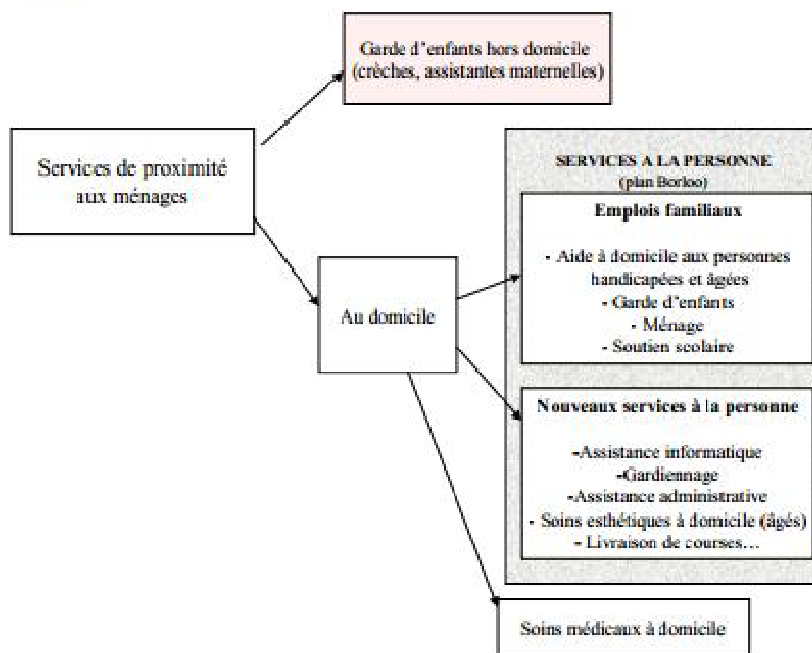 Garde d'enfants hors domicile
(crèches, assistantes maternelles)
Services de proximité
aux ménages
SERVICES A LA PERSONNE
(plan Borloo)
Emplois familiaux
- Aide à domicile aux personnes
handicapées et âgées
- Garde d'enfants
- Ménage
- Soutien scolaire
Au domicile
Nouveaux services à la personne
-Assistance informatique
-Gardiennage
-Assistance administrative
- Soins esthétiques à domicile (âgés)
- Livraison de courses…
Soins médicaux à domicile